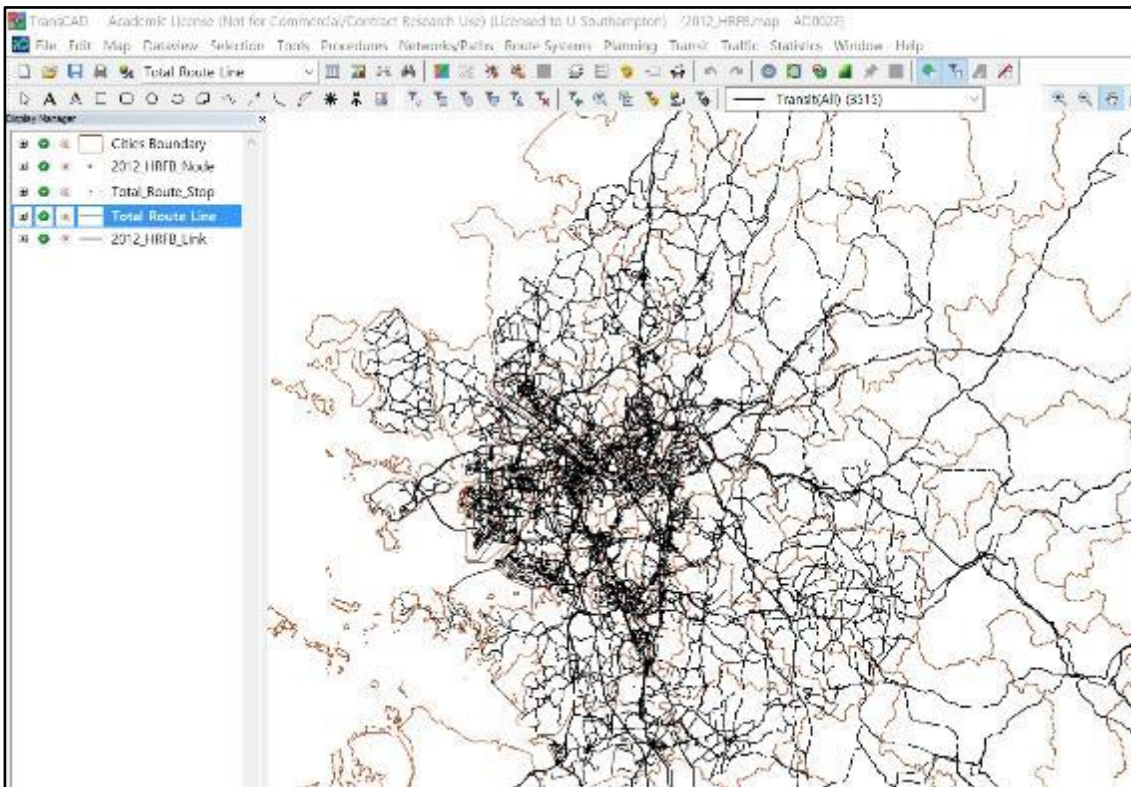 TransCAD Academic License (Not for Commercial/Contract Research Use) (Licensed to U Southampton) [2012_HRFB.map AD0022]
File Edit Map Dataview Selection Tools Procedures Networks/Paths Route Systems Planning Transit Traffic Statistics Window Help
Total Route Line
Transit(All) (3515)
Display Manager
Cities Boundary
2012_HRFB_Node
Total_Route_Stop
Total Route Line
2012_HRFB_Link